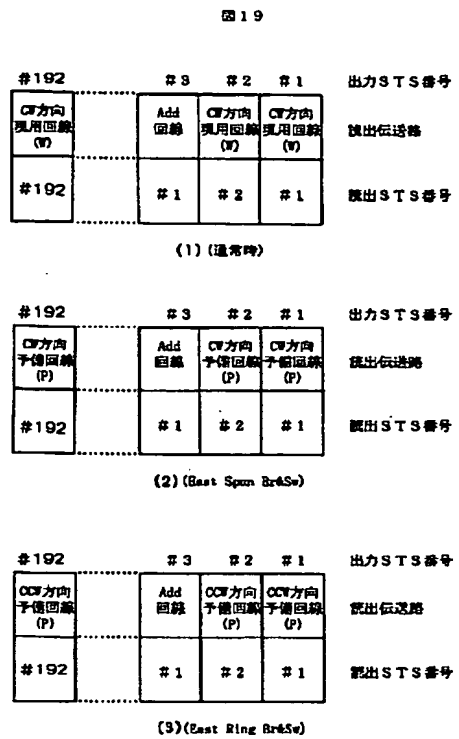 図19
#192 #3 #2 #1 出力STS番号
CW方向 Add CW方向 CW方向
現用回線 回線 現用回線 現用回線 読出伝送路
(W) (W) (W)
#192 #1 #2 #1 読出STS番号
(1) (通常時)
#192 #3 #2 #1 出力STS番号
CW方向 Add CW方向 CW方向
予備回線 回線 予備回線 予備回線 読出伝送路
(P) (P) (P)
#192 #1 #2 #1 読出STS番号
(2) (East Span Br&Sw)
#192 #3 #2 #1 出力STS番号
CCW方向 Add CCW方向 CCW方向
予備回線 回線 予備回線 予備回線 読出伝送路
(P) (P) (P)
#192 #1 #2 #1 読出STS番号
(3) (East Ring Br&Sw)